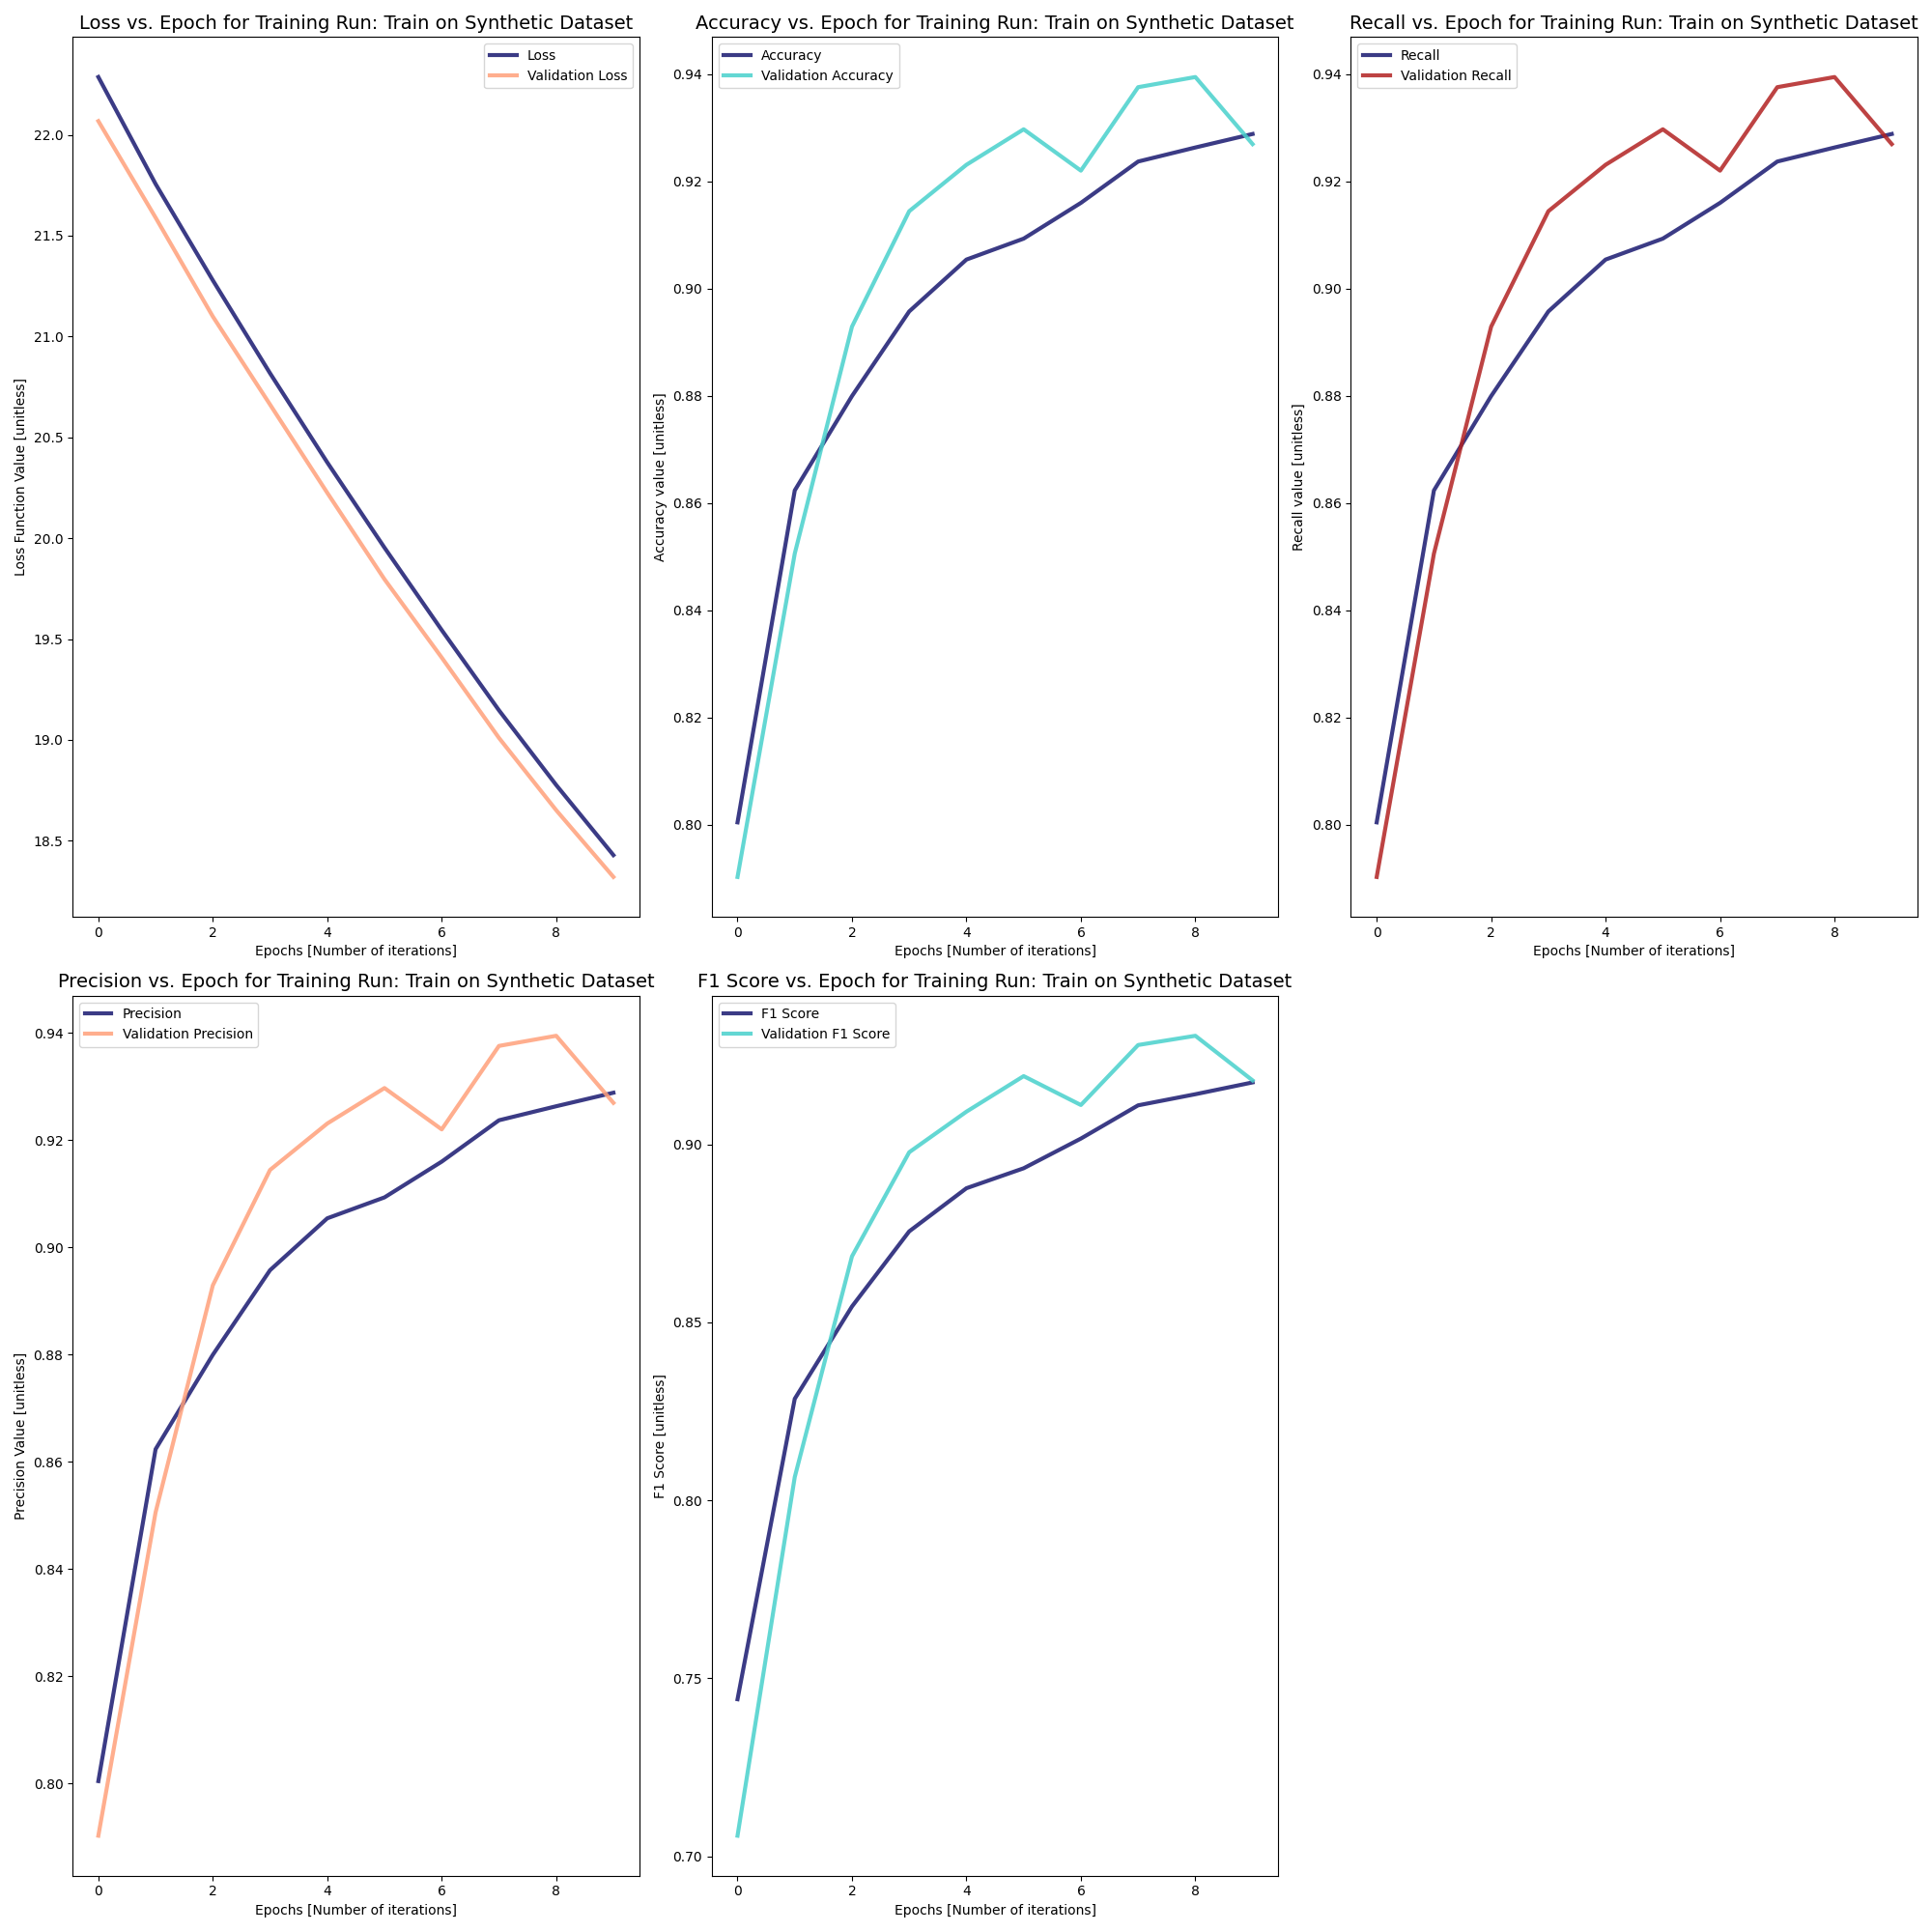 Loss vs. Epoch for Training Run: Train on Synthetic Dataset
Loss
Validation Loss
22.0
21.5
21.0
20.5
20.0
19.5
19.0
18.5
Loss Function Value [unitless]
0 2 4 6 8
Epochs [Number of iterations]
Accuracy vs. Epoch for Training Run: Train on Synthetic Dataset
Accuracy
Validation Accuracy
0.94
0.92
0.90
0.88
0.86
0.84
0.82
0.80
Accuracy value [unitless]
0 2 4 6 8
Epochs [Number of iterations]
Recall vs. Epoch for Training Run: Train on Synthetic Dataset
Recall
Validation Recall
0.94
0.92
0.90
0.88
0.86
0.84
0.82
0.80
Recall value [unitless]
0 2 4 6 8
Epochs [Number of iterations]
Precision vs. Epoch for Training Run: Train on Synthetic Dataset
Precision
Validation Precision
0.94
0.92
0.90
0.88
0.86
0.84
0.82
0.80
Precision Value [unitless]
0 2 4 6 8
Epochs [Number of iterations]
F1 Score vs. Epoch for Training Run: Train on Synthetic Dataset
F1 Score
Validation F1 Score
0.90
0.85
0.80
0.75
0.70
F1 Score [unitless]
0 2 4 6 8
Epochs [Number of iterations]